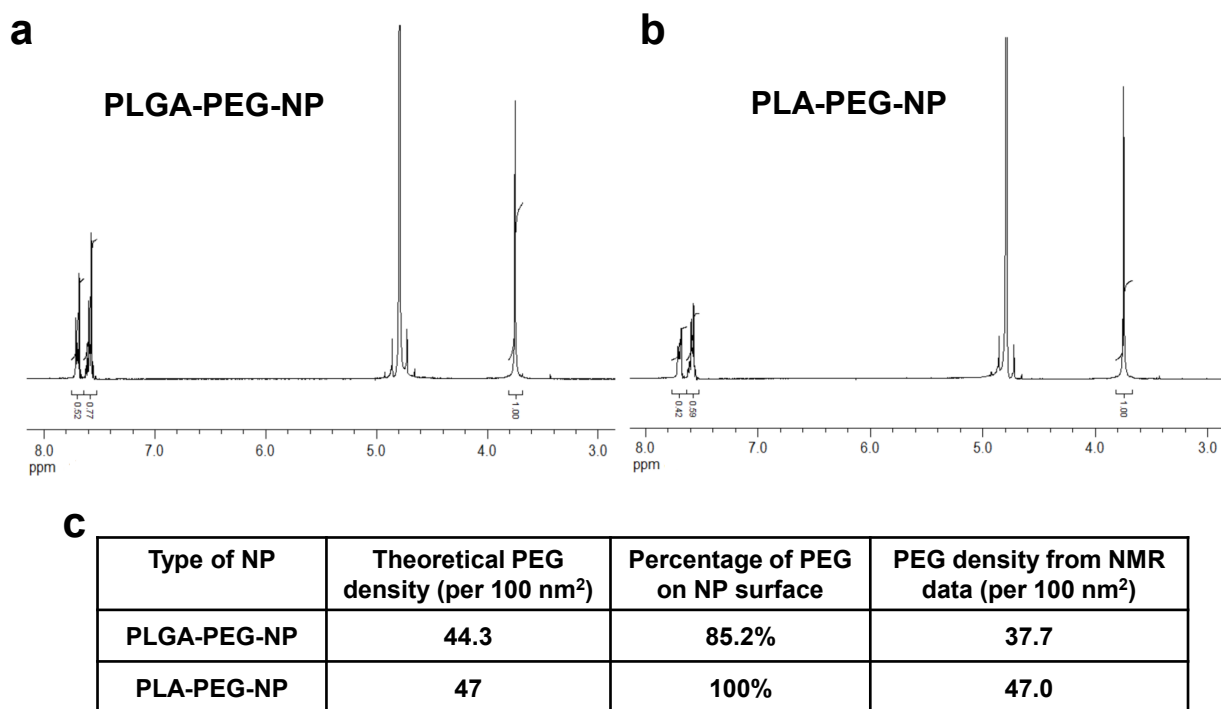 a
PLGA-PEG-NP
0.52
0.77
1.00
8.0 7.0 6.0 5.0 4.0 3.0
ppm
b
PLA-PEG-NP
0.42
0.59
1.00
8.0 7.0 6.0 5.0 4.0 3.0
ppm
c
Type of NP
Theoretical PEG
density (per 100 nm²)
Percentage of PEG
on NP surface
PEG density from NMR
data (per 100 nm²)
PLGA-PEG-NP 44.3 85.2% 37.7
PLA-PEG-NP 47 100% 47.0